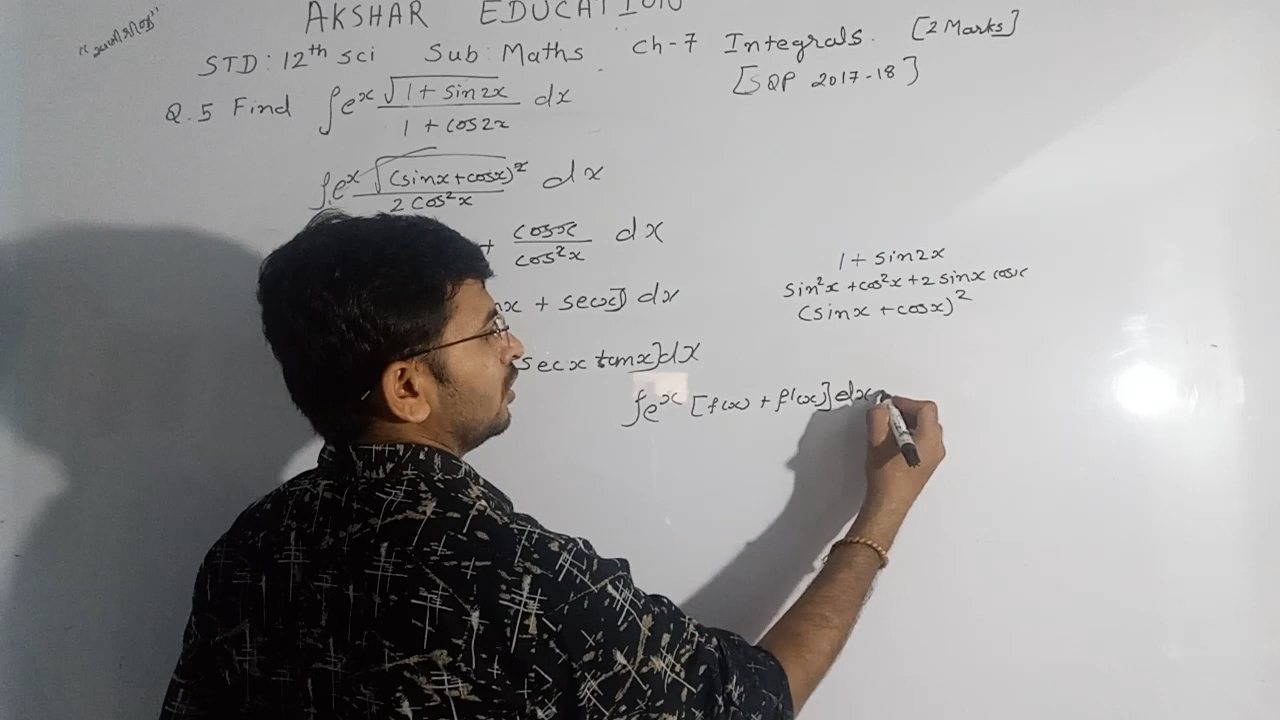 "શ્રી ગણેશ"
AKSHAR EDUCATION
STD: 12th sci Sub: Maths Ch-7 Integrals. [2 Marks]
[SQP 2017-18]
Q.5 Find ∫e^x √(1 + sin2x) / (1 + cos2x) dx
∫e^x √(sinx+cosx)² / 2cos²x dx
+ cosx / cos²x dx
nx + secx] dx
secx tanx]dx
∫e^x [f(x) + f'(x)] dx
1 + sin2x
sin²x + cos²x + 2 sinx cosx
(sinx + cosx)²